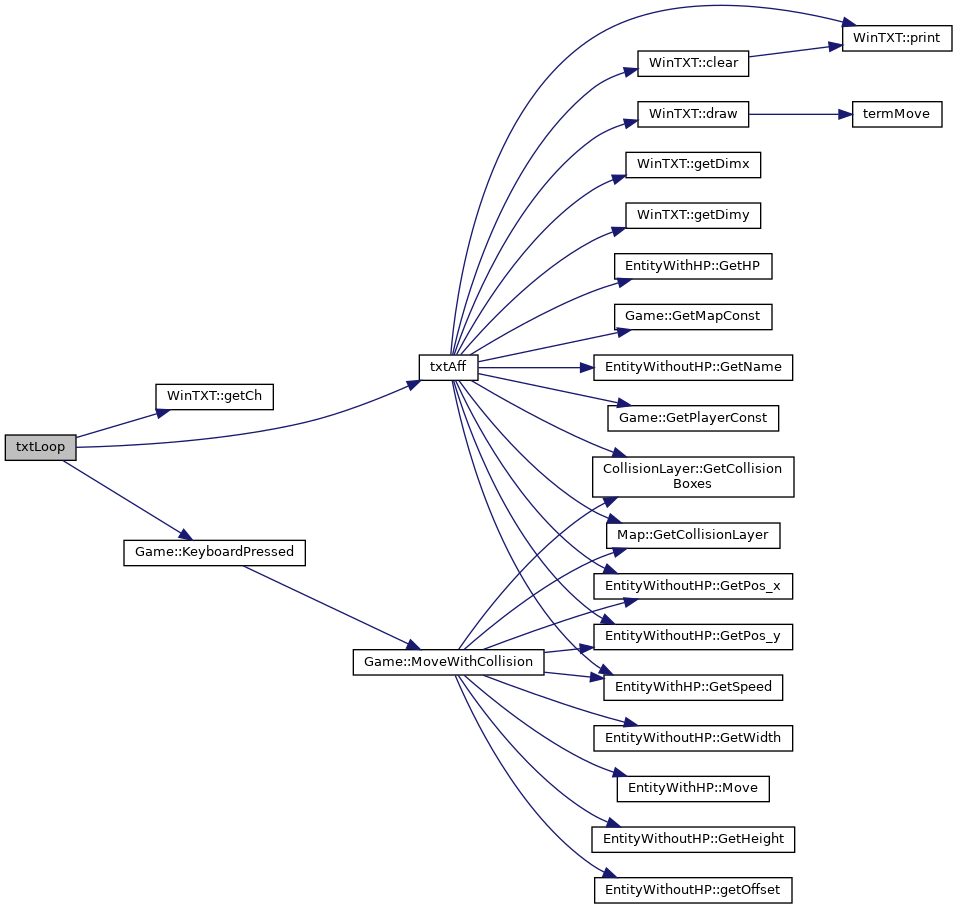 WinTXT::print
WinTXT::clear
WinTXT::draw
termMove
WinTXT::getDimx
WinTXT::getDimy
EntityWithHP::GetHP
Game::GetMapConst
txtAff
EntityWithoutHP::GetName
WinTXT::getCh
Game::GetPlayerConst
txtLoop
CollisionLayer::GetCollision
Boxes
Map::GetCollisionLayer
Game::KeyboardPressed
EntityWithoutHP::GetPos_x
EntityWithoutHP::GetPos_y
Game::MoveWithCollision
EntityWithHP::GetSpeed
EntityWithoutHP::GetWidth
EntityWithHP::Move
EntityWithoutHP::GetHeight
EntityWithoutHP::getOffset